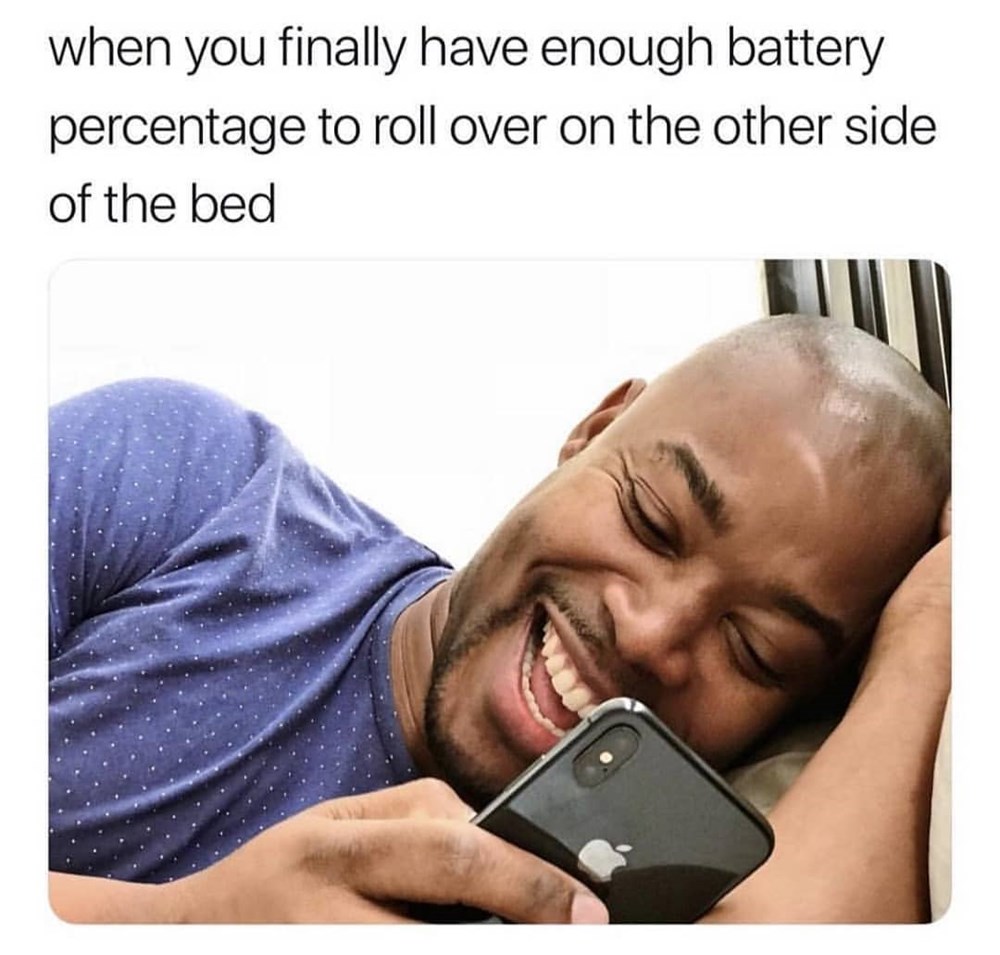 when you finally have enough battery
percentage to roll over on the other side
of the bed